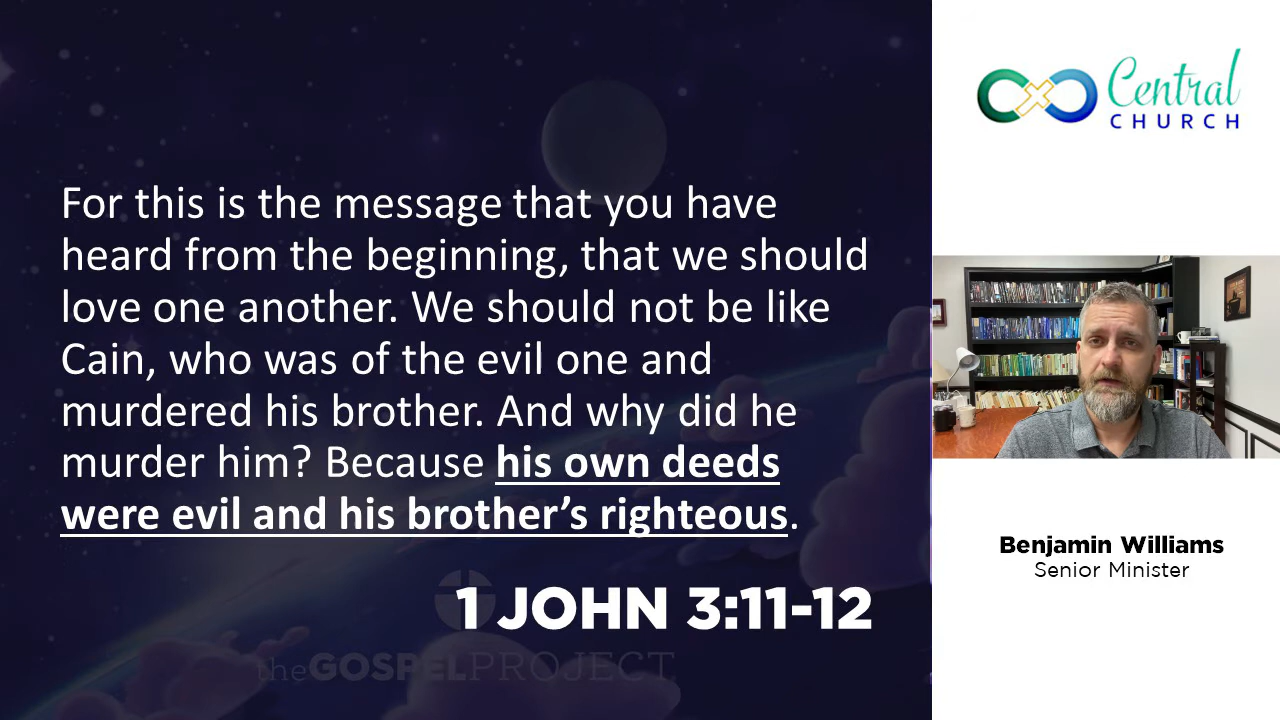 For this is the message that you have
heard from the beginning, that we should
love one another. We should not be like
Cain, who was of the evil one and
murdered his brother. And why did he
murder him? Because his own deeds
were evil and his brother’s righteous.
1 JOHN 3:11-12
theGOSPELPROJECT.
Central
CHURCH
Benjamin Williams
Senior Minister